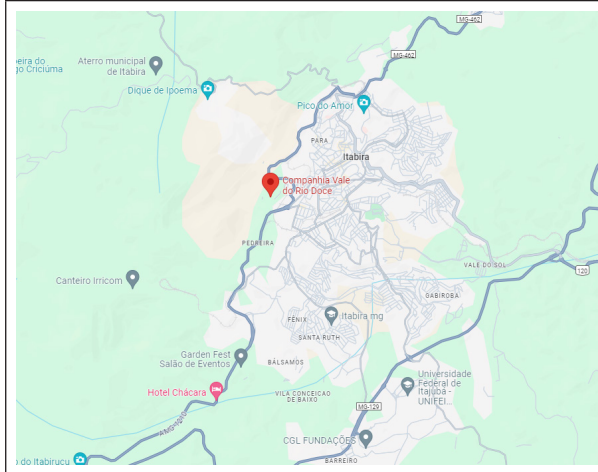 MG-462
MG-462
Aterro municipal
de Itabira
eira do
go Criciúma
Dique de Ipoema
Pico do Amor
PARÁ
Itabira
Companhia Vale
do Rio Doce
PEDREIRA
VALE DO SOL
120
Canteiro Irricom
GABIROBA
Itabira mg
FÊNIX
SANTA RUTH
Garden Fest
Salão de Eventos
BÁLSAMOS
Universidade
Federal de
Itajubá -
UNIFEI...
Hotel Chácara
VILA CONCEICAO
DE BAIXO
MG-129
CGL FUNDAÇÕES
o do Itabiruçu
BARREIRO